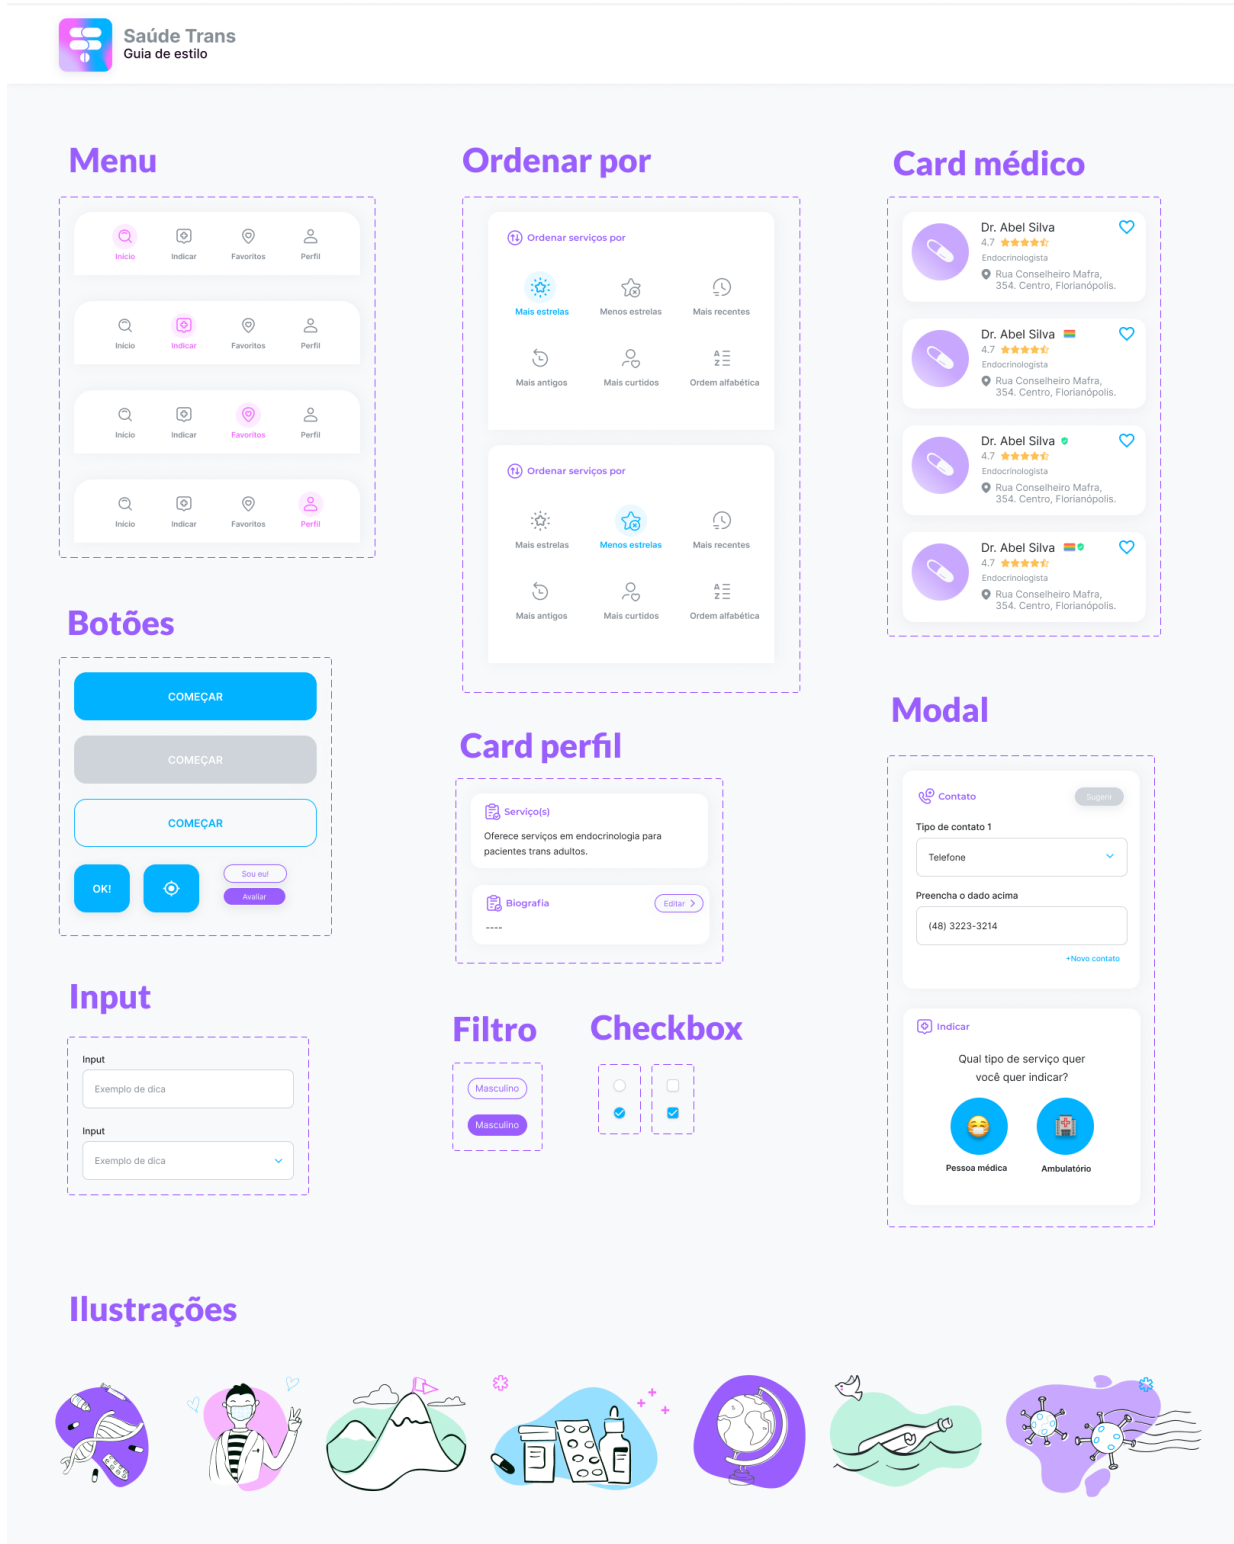 Saúde Trans
Guia de estilo
Menu
Início
Indicar
Favoritos
Perfil
Início
Indicar
Favoritos
Perfil
Início
Indicar
Favoritos
Perfil
Início
Indicar
Favoritos
Perfil
Botões
COMEÇAR
COMEÇAR
COMEÇAR
OK!
Sou eu!
Avaliar
Input
Input
Exemplo de dica
Input
Exemplo de dica
Ordenar por
Ordenar serviços por
Mais estrelas
Menos estrelas
Mais recentes
Mais antigos
Mais curtidos
Ordem alfabética
Ordenar serviços por
Mais estrelas
Menos estrelas
Mais recentes
Mais antigos
Mais curtidos
Ordem alfabética
Card perfil
Serviço(s)
Oferece serviços em endocrinologia para
pacientes trans adultos.
Biografia
Editar
----
Filtro
Masculino
Masculino
Checkbox
Card médico
Dr. Abel Silva
4.7
Endocrinologista
Rua Conselheiro Mafra,
354. Centro, Florianópolis.
Dr. Abel Silva
4.7
Endocrinologista
Rua Conselheiro Mafra,
354. Centro, Florianópolis.
Dr. Abel Silva
4.7
Endocrinologista
Rua Conselheiro Mafra,
354. Centro, Florianópolis.
Dr. Abel Silva
4.7
Endocrinologista
Rua Conselheiro Mafra,
354. Centro, Florianópolis.
Modal
Contato
Sugerir
Tipo de contato 1
Telefone
Preencha o dado acima
(48) 3223-3214
+Novo contato
Indicar
Qual tipo de serviço quer
você quer indicar?
Pessoa médica
Ambulatório
Ilustrações